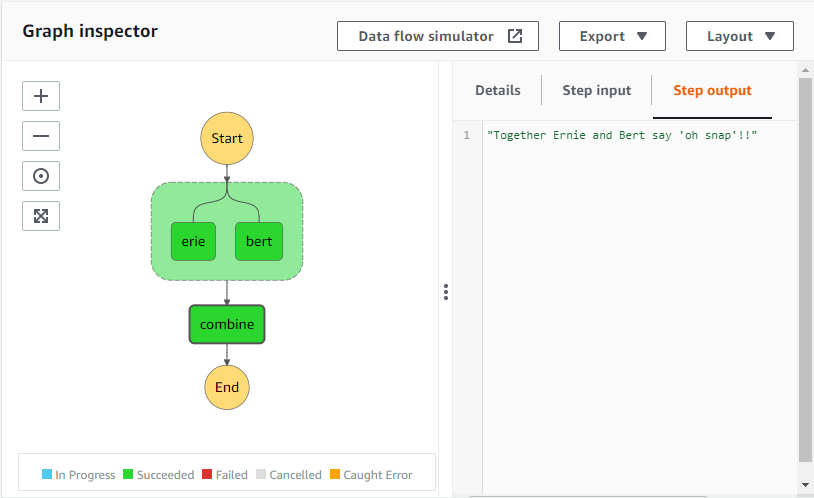 Graph inspector
Data flow simulator
Export
Layout
Details
Step input
Step output
1 "Together Ernie and Bert say 'oh snap'!!"
Start
erie
bert
combine
End
In Progress Succeeded Failed Cancelled Caught Error